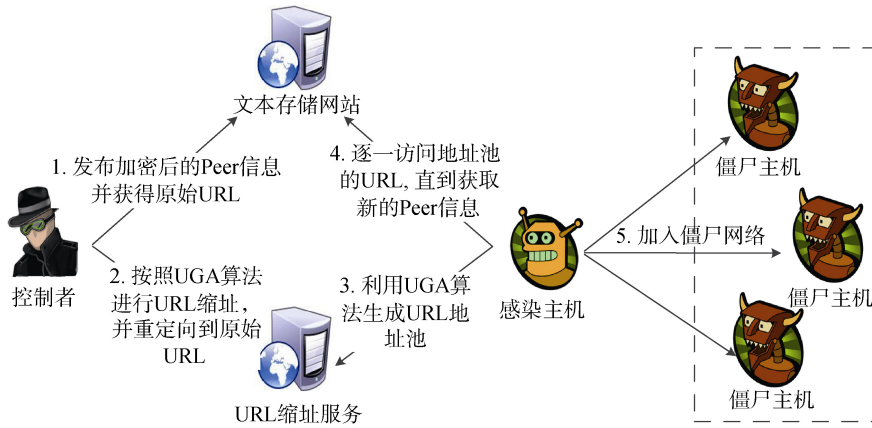 文本存储网站
1. 发布加密后的Peer信息
并获得原始URL
4. 逐一访问地址池
的URL, 直到获取
新的Peer信息
僵尸主机
控制者
2. 按照UGA算法
进行URL缩址，
并重定向到原始
URL
3. 利用UGA算
法生成URL地
址池
感染主机
5. 加入僵尸网络
僵尸主机
僵尸主机
URL缩址服务